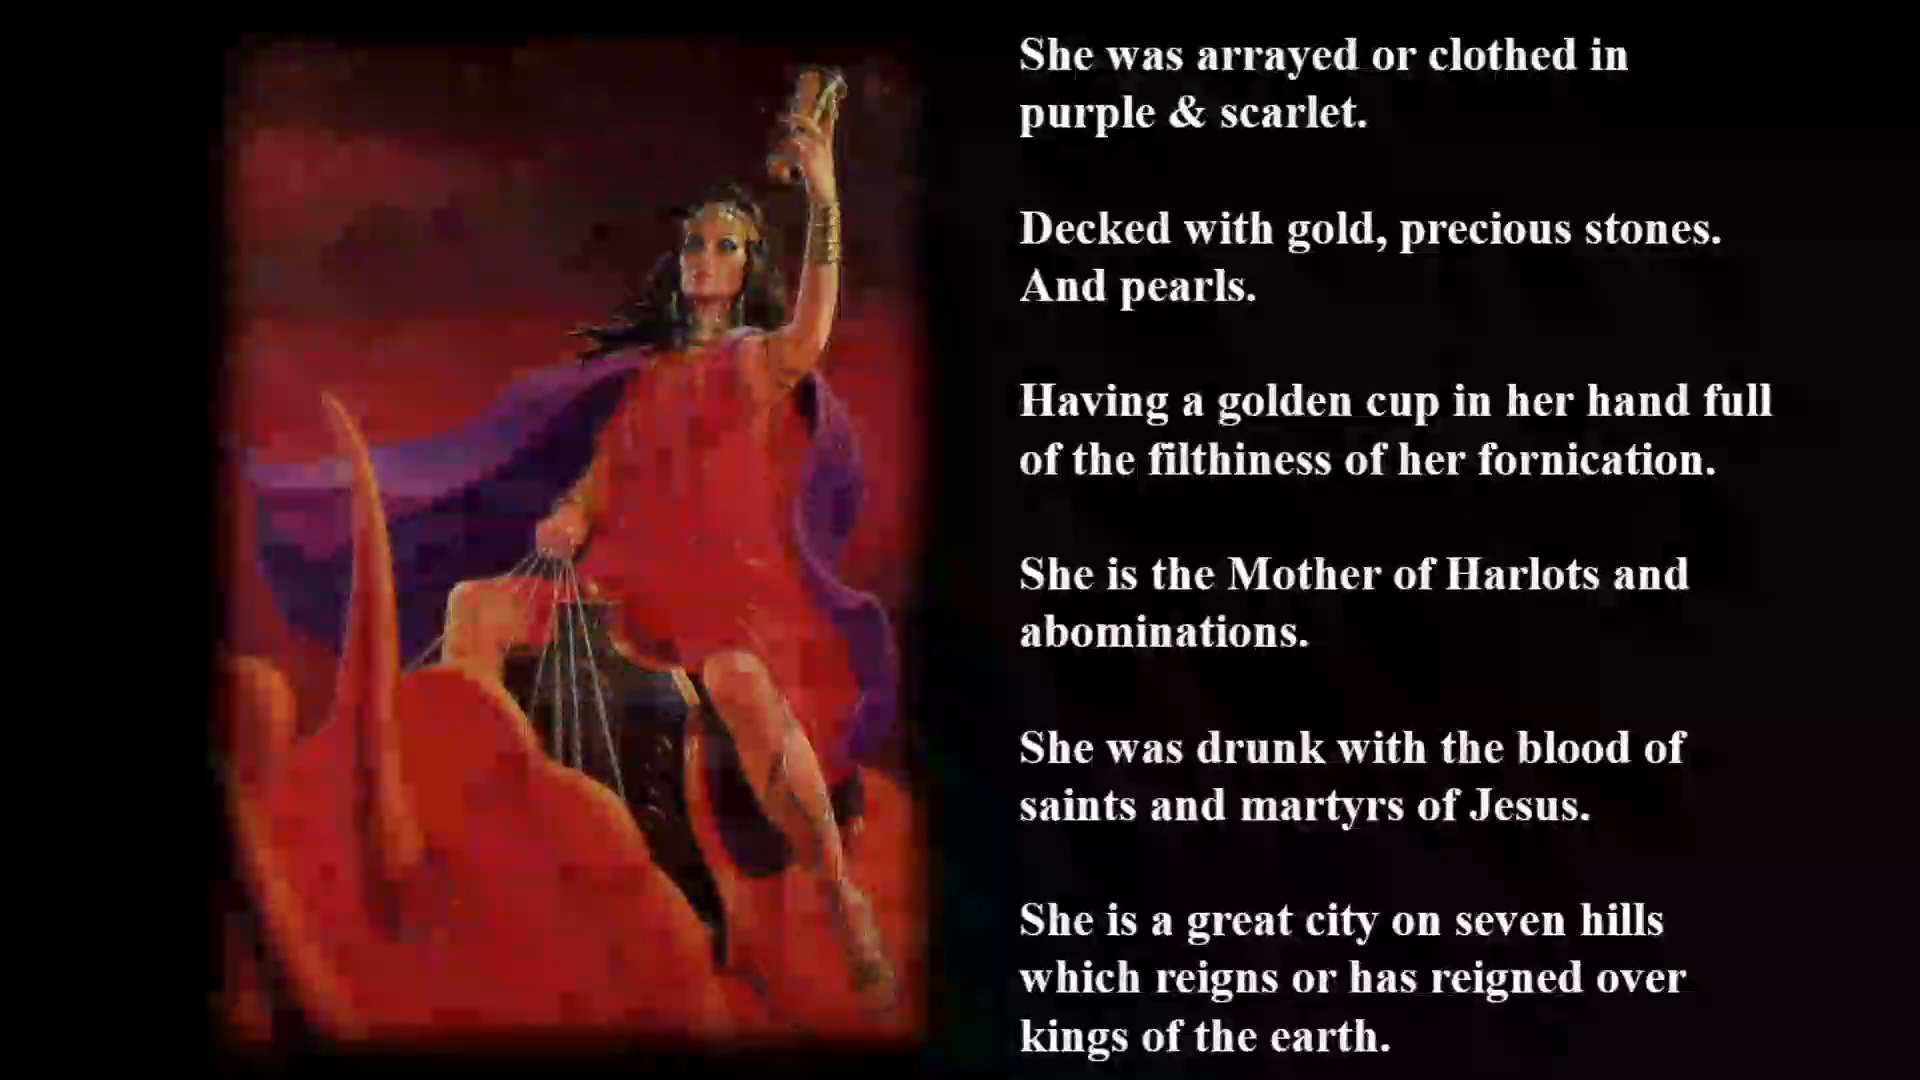 She was arrayed or clothed in
purple & scarlet.
Decked with gold, precious stones.
And pearls.
Having a golden cup in her hand full
of the filthiness of her fornication.
She is the Mother of Harlots and
abominations.
She was drunk with the blood of
saints and martyrs of Jesus.
She is a great city on seven hills
which reigns or has reigned over
kings of the earth.